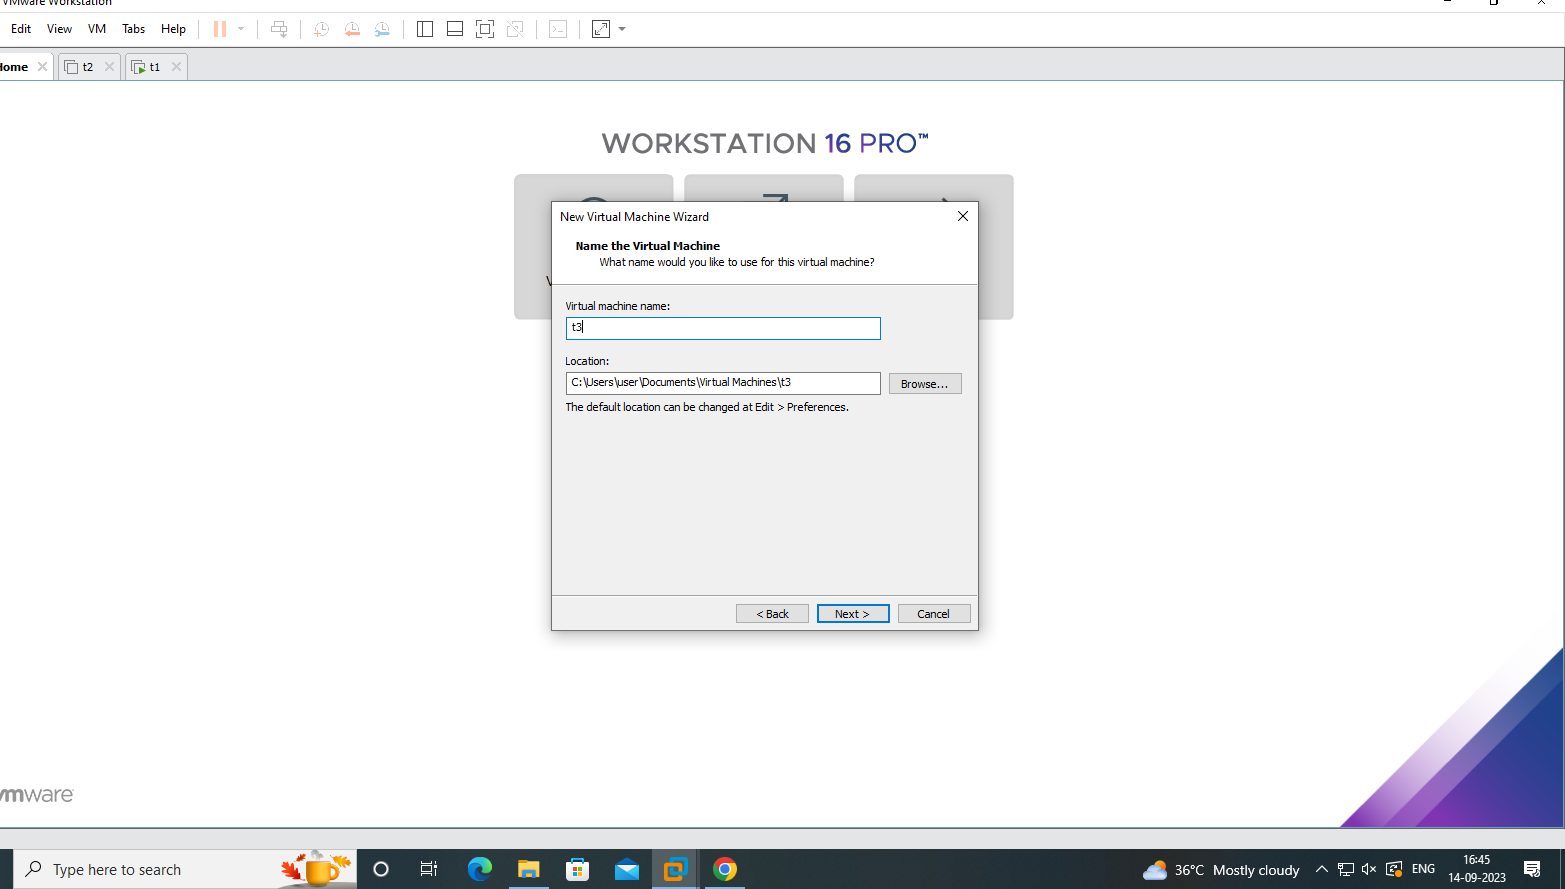 VMware Workstation
Edit View VM Tabs Help
Home t2 t1
WORKSTATION 16 PRO™
New Virtual Machine Wizard
Name the Virtual Machine
What name would you like to use for this virtual machine?
Virtual machine name:
t3
Location:
C:\Users\user\Documents\Virtual Machines\t3
Browse...
The default location can be changed at Edit > Preferences.
< Back Next > Cancel
vmware
Type here to search
36°C Mostly cloudy
ENG
16:45
14-09-2023